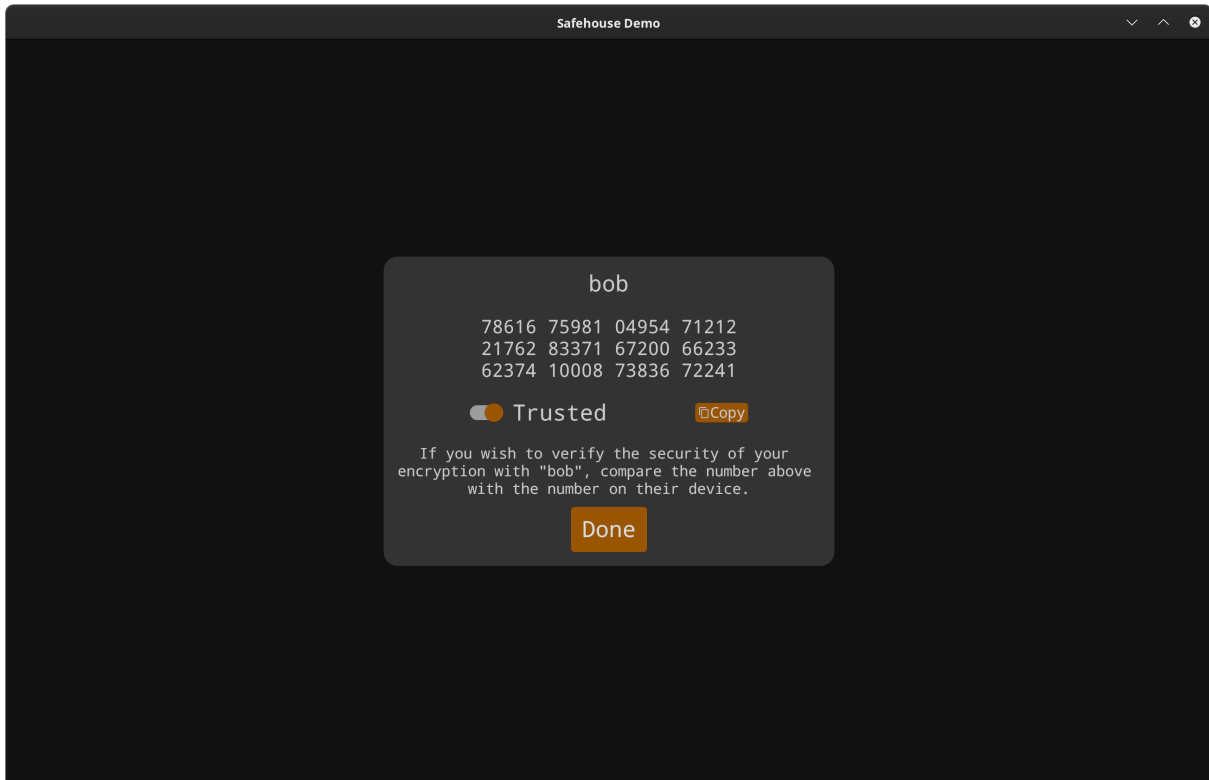 Safehouse Demo
bob
78616 75981 04954 71212
21762 83371 67200 66233
62374 10008 73836 72241
Trusted
Copy
If you wish to verify the security of your
encryption with "bob", compare the number above
with the number on their device.
Done